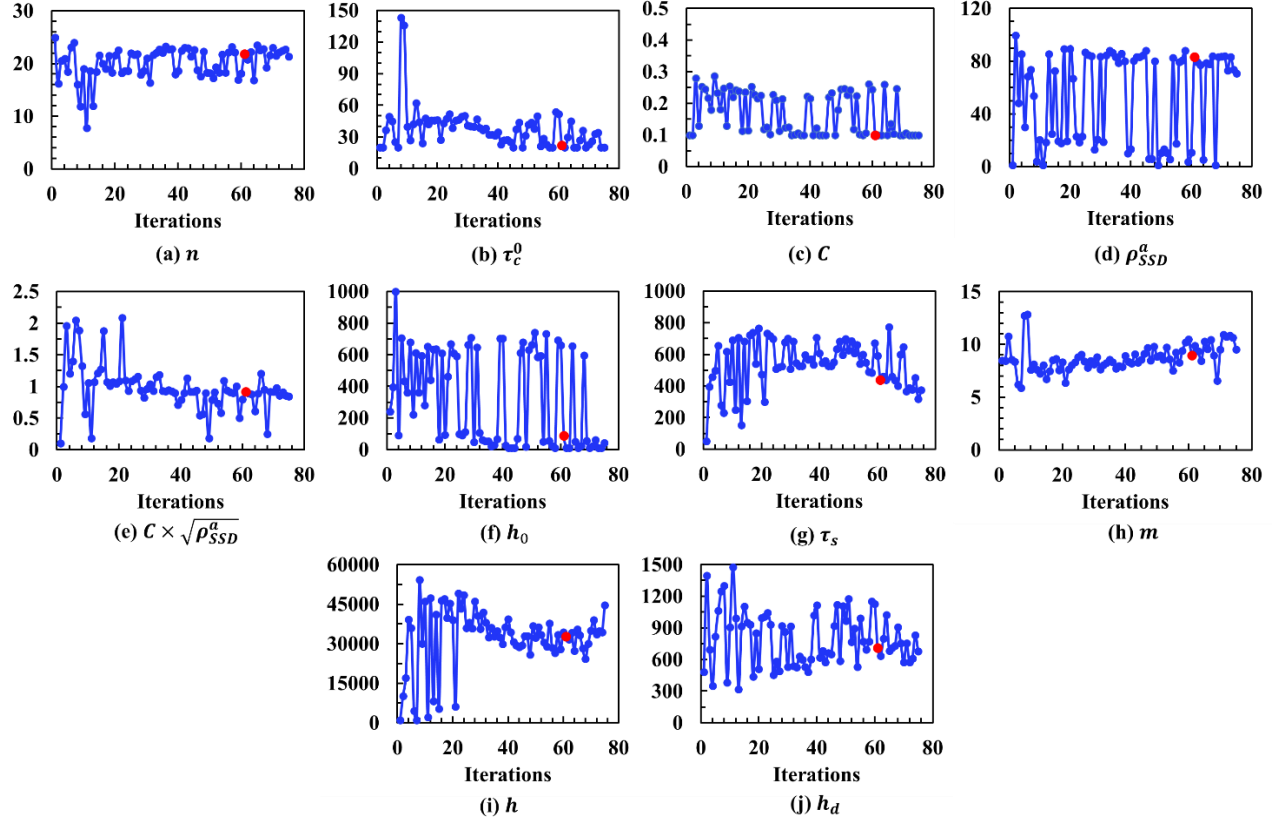 30
20
10
0
0 20 40 60 80
Iterations
(a) n
150
120
90
60
30
0
0 20 40 60 80
Iterations
(b) τ_c^0
0.5
0.4
0.3
0.2
0.1
0
0 20 40 60 80
Iterations
(c) C
120
80
40
0
0 20 40 60 80
Iterations
(d) ρ_SSD^a
2.5
2
1.5
1
0.5
0
0 20 40 60 80
Iterations
(e) C × √ρ_SSD^a
1000
800
600
400
200
0
0 20 40 60 80
Iterations
(f) h_0
1000
800
600
400
200
0
0 20 40 60 80
Iterations
(g) τ_s
15
10
5
0
0 20 40 60 80
Iterations
(h) m
60000
45000
30000
15000
0
0 20 40 60 80
Iterations
(i) h
1500
1200
900
600
300
0
0 20 40 60 80
Iterations
(j) h_d